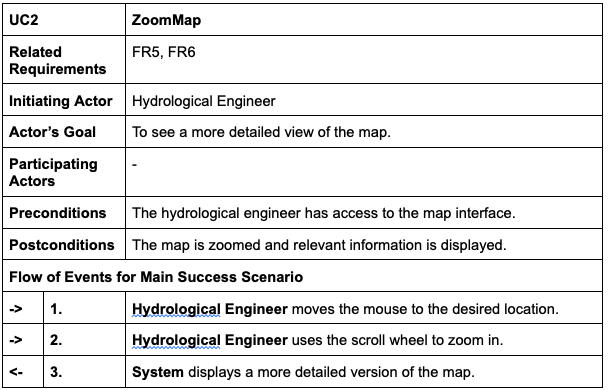 UC2 ZoomMap
Related Requirements FR5, FR6
Initiating Actor Hydrological Engineer
Actor's Goal To see a more detailed view of the map.
Participating Actors -
Preconditions The hydrological engineer has access to the map interface.
Postconditions The map is zoomed and relevant information is displayed.
Flow of Events for Main Success Scenario
-> 1. Hydrological Engineer moves the mouse to the desired location.
-> 2. Hydrological Engineer uses the scroll wheel to zoom in.
<- 3. System displays a more detailed version of the map.